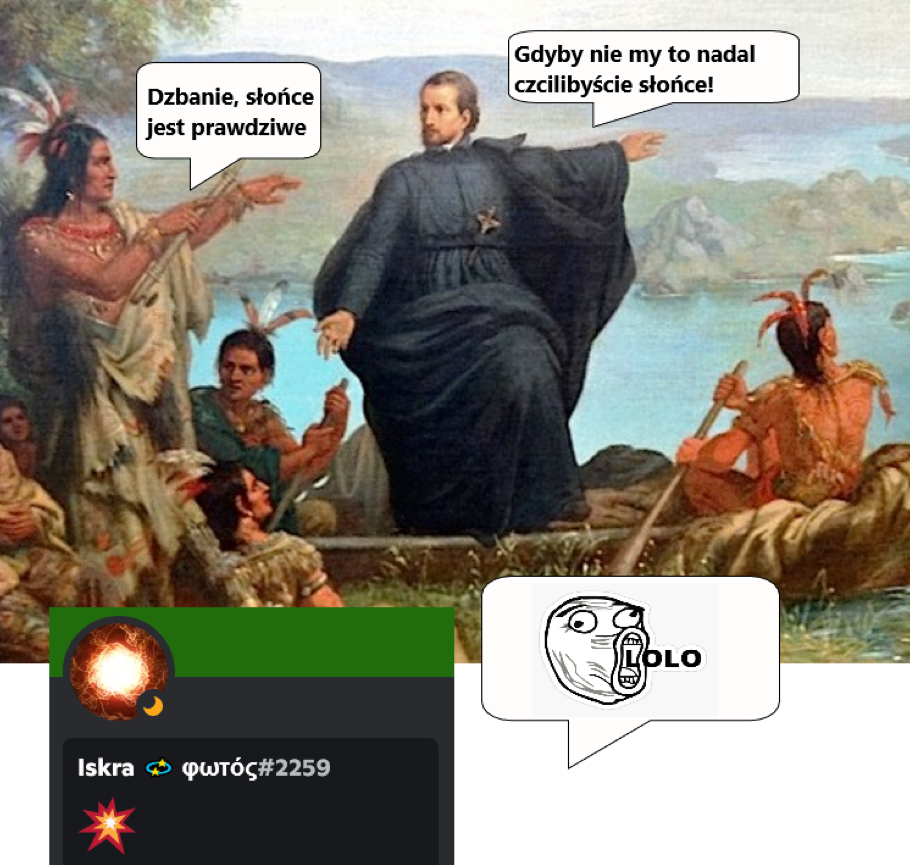 Gdyby nie my to nadal
czcilibyście słońce!
Dzbanie, słońce
jest prawdziwe
LOLO
Iskra φωτός#2259